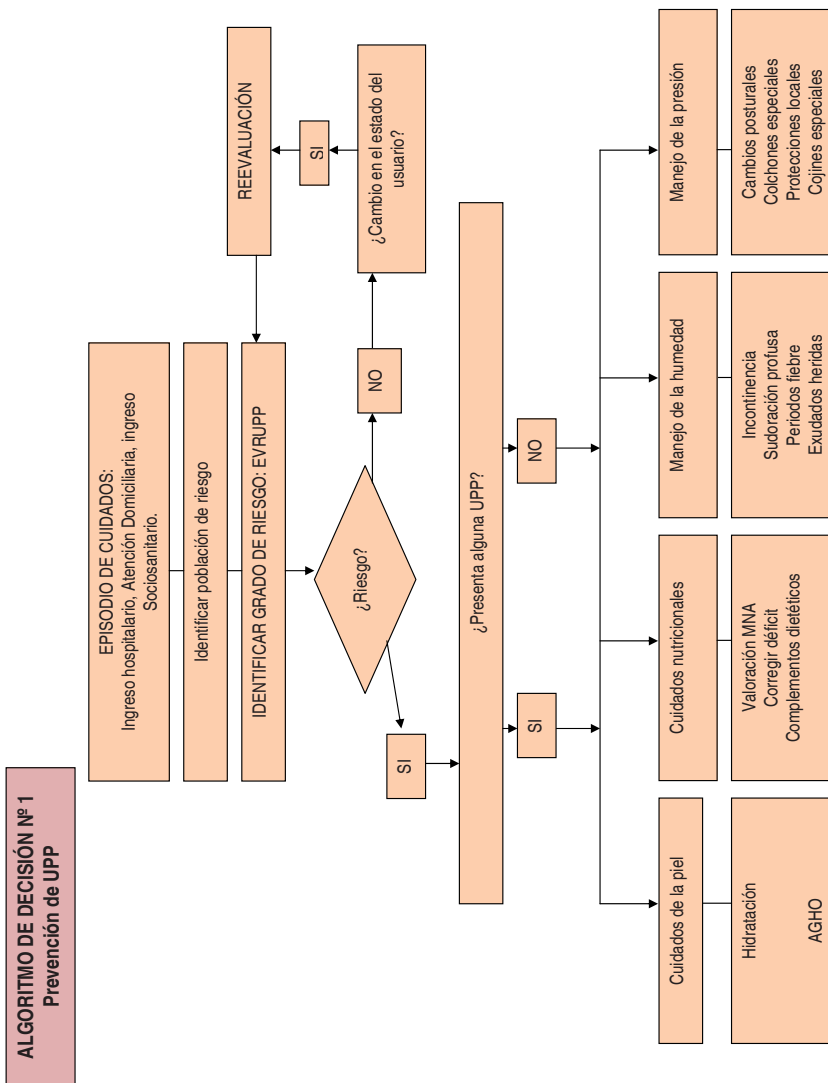 ALGORITMO DE DECISIÓN Nº 1
Prevención de UPP
EPISODIO DE CUIDADOS:
Ingreso hospitalario, Atención Domiciliaria, ingreso
Sociosanitario.
Identificar población de riesgo
IDENTIFICAR GRADO DE RIESGO: EVRUPP
REEVALUACIÓN
SI
¿Cambio en el estado del
usuario?
NO
¿Riesgo?
SI
¿Presenta alguna UPP?
SI
NO
Cuidados de la piel
Hidratación
AGHO
Cuidados nutricionales
Valoración MNA
Corregir déficit
Complementos dietéticos
Manejo de la humedad
Incontinencia
Sudoración profusa
Periodos fiebre
Exudados heridas
Manejo de la presión
Cambios posturales
Colchones especiales
Protecciones locales
Cojines especiales